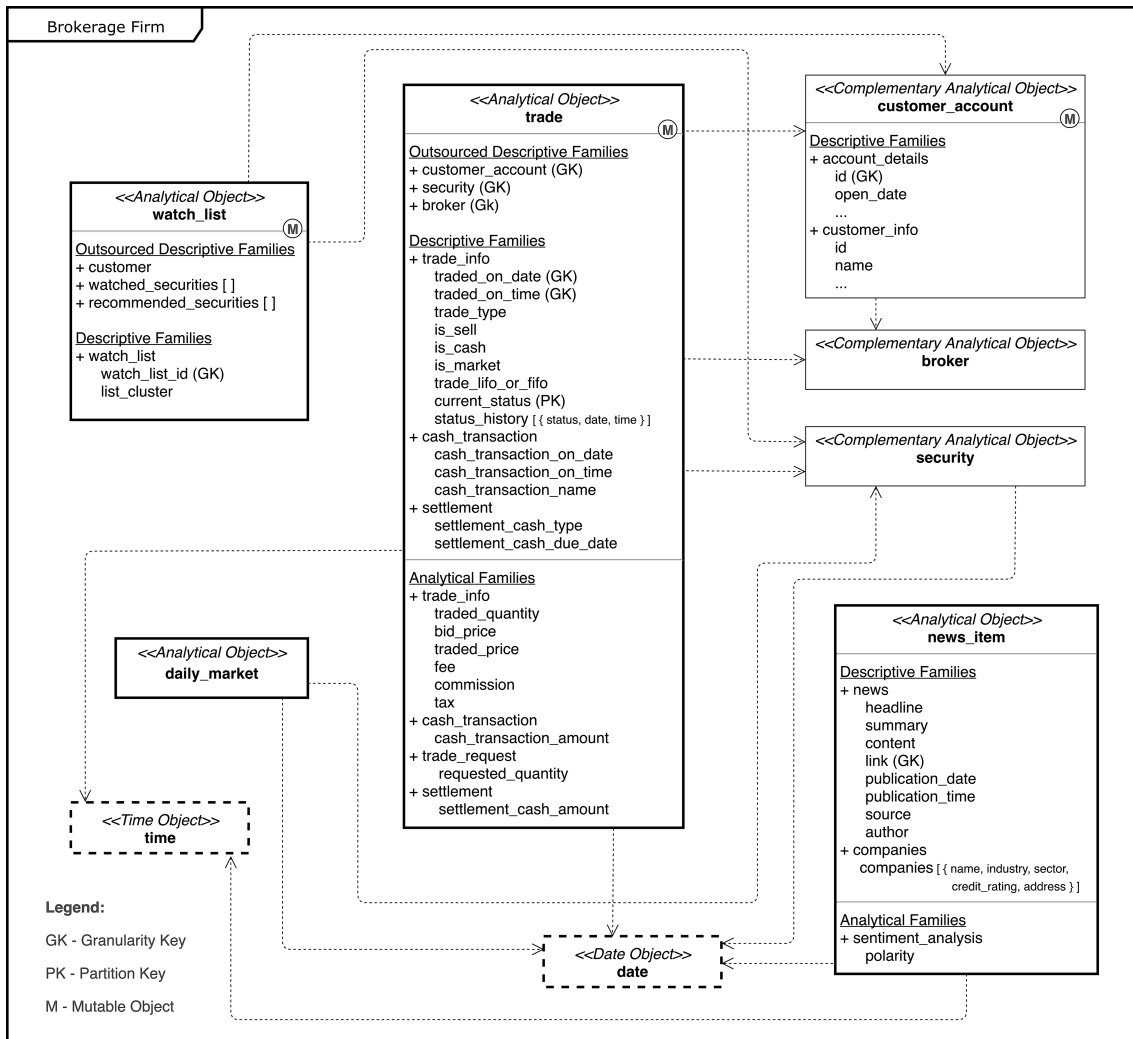 Brokerage Firm
<<Analytical Object>>
watch_list
M
Outsourced Descriptive Families
+ customer
+ watched_securities [ ]
+ recommended_securities [ ]
Descriptive Families
+ watch_list
watch_list_id (GK)
list_cluster
<<Analytical Object>>
trade
M
Outsourced Descriptive Families
+ customer_account (GK)
+ security (GK)
+ broker (Gk)
Descriptive Families
+ trade_info
traded_on_date (GK)
traded_on_time (GK)
trade_type
is_sell
is_cash
is_market
trade_lifo_or_fifo
current_status (PK)
status_history [ { status, date, time } ]
+ cash_transaction
cash_transaction_on_date
cash_transaction_on_time
cash_transaction_name
+ settlement
settlement_cash_type
settlement_cash_due_date
Analytical Families
+ trade_info
traded_quantity
bid_price
traded_price
fee
commission
tax
+ cash_transaction
cash_transaction_amount
+ trade_request
requested_quantity
+ settlement
settlement_cash_amount
<<Complementary Analytical Object>>
customer_account
M
Descriptive Families
+ account_details
id (GK)
open_date
...
+ customer_info
id
name
...
<<Complementary Analytical Object>>
broker
<<Complementary Analytical Object>>
security
<<Analytical Object>>
daily_market
<<Analytical Object>>
news_item
Descriptive Families
+ news
headline
summary
content
link (GK)
publication_date
publication_time
source
author
+ companies
companies [ { name, industry, sector,
credit_rating, address } ]
Analytical Families
+ sentiment_analysis
polarity
<<Time Object>>
time
<<Date Object>>
date
Legend:
GK - Granularity Key
PK - Partition Key
M - Mutable Object